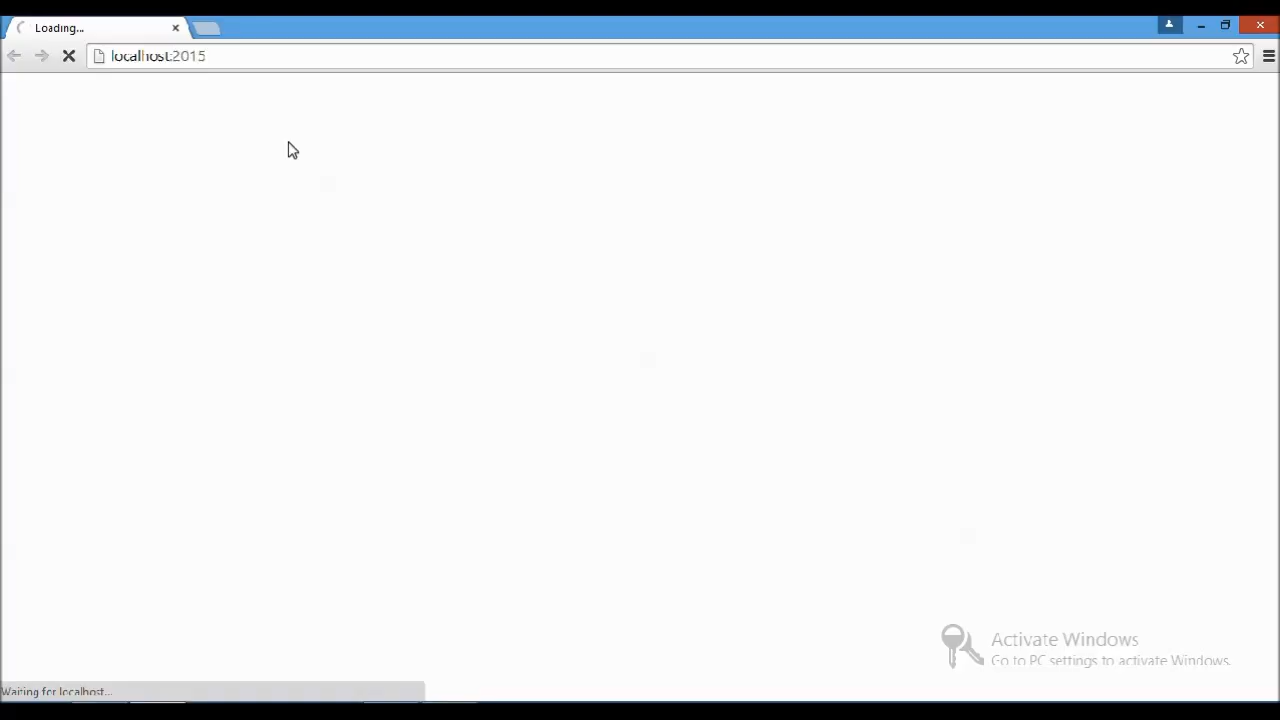 Loading...
localhost:2015
Activate Windows
Go to PC settings to activate Windows.
Waiting for localhost...